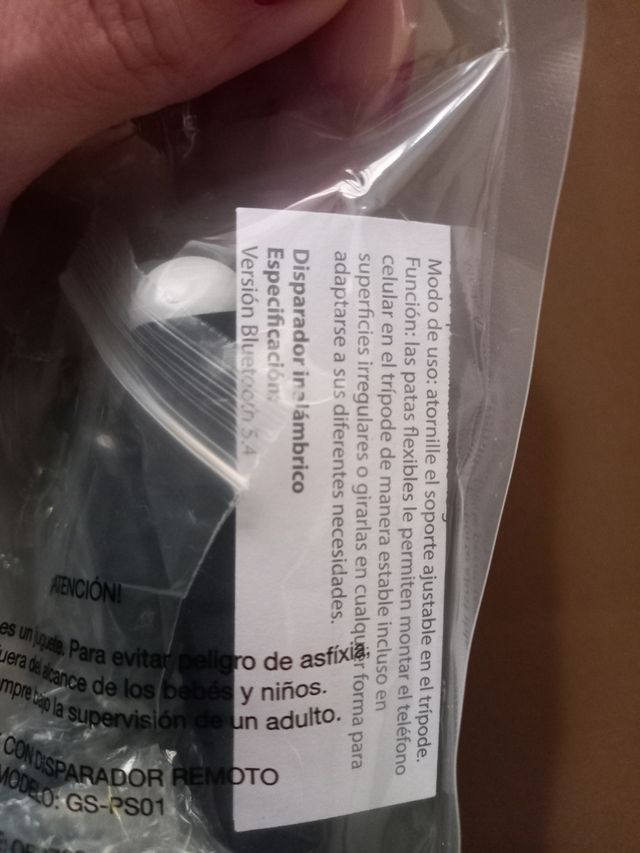 Modo de uso: atornille el soporte ajustable en el trípode.
Función: las patas flexibles le permiten montar el teléfono
celular en el trípode de manera estable incluso en
superficies irregulares o girarlas en cualquier forma para
adaptarse a sus diferentes necesidades.
Disparador inalámbrico
Especificación:
Versión Bluetooth 5.4
¡ATENCIÓN!
es un juguete. Para evitar peligro de asfixia,
fuera del alcance de los bebés y niños.
bajo la supervisión de un adulto.
CON DISPARADOR REMOTO
MODELO: GS-PS01